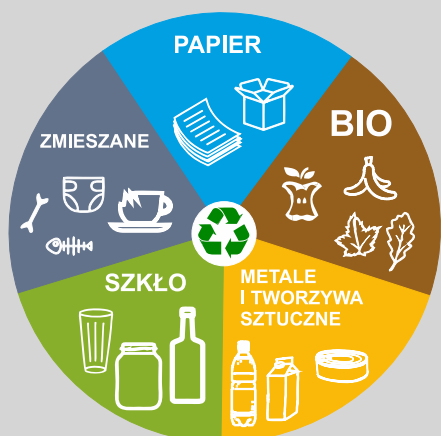 PAPIER
BIO
ZMIESZANE
SZKŁO
METALE
I TWORZYWA
SZTUCZNE